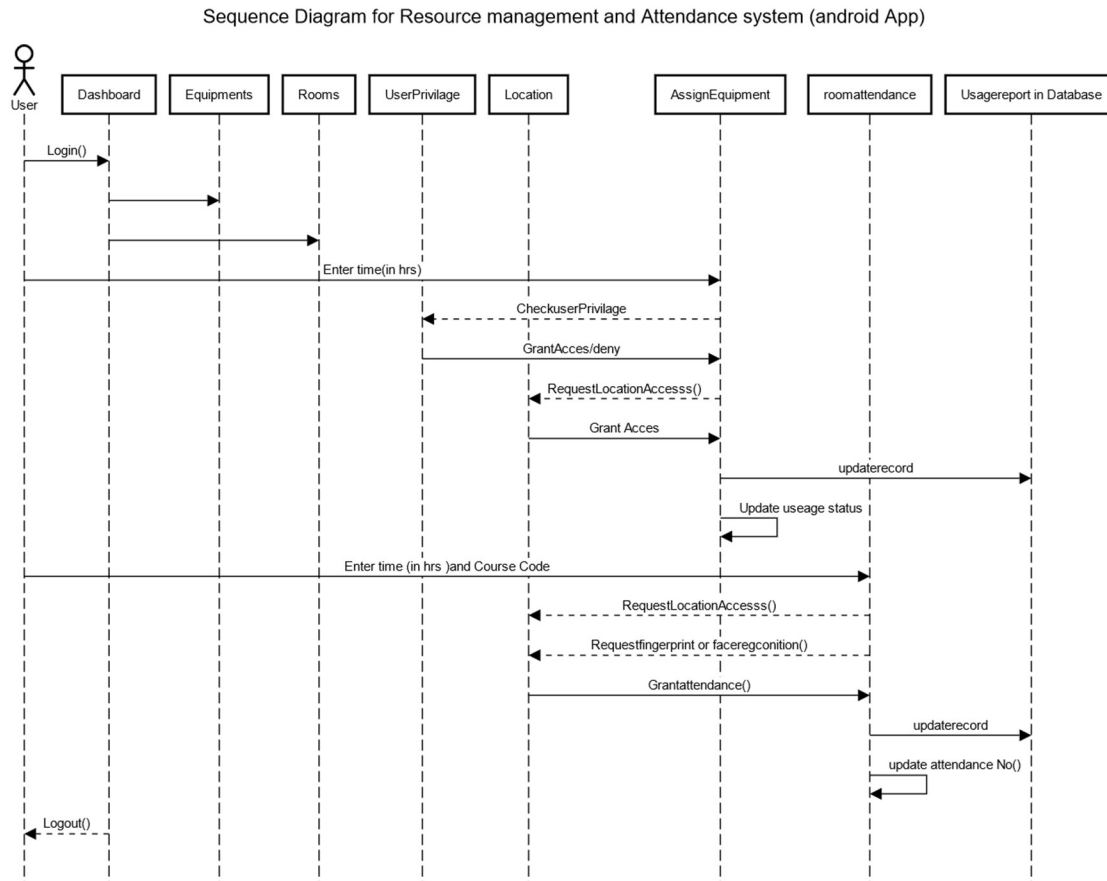 Sequence Diagram for Resource management and Attendance system (android App)
User
Dashboard
Equipments
Rooms
UserPrivilage
Location
AssignEquipment
roomattendance
Usagereport in Database
Login()
Enter time(in hrs)
CheckuserPrivilage
GrantAcces/deny
RequestLocationAccesss()
Grant Acces
updaterecord
Update useage status
Enter time (in hrs )and Course Code
RequestLocationAccesss()
Requestfingerprint or faceregconition()
Grantattendance()
updaterecord
update attendance No()
Logout()